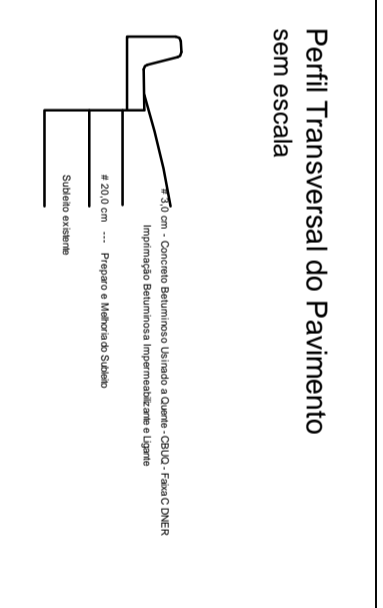 Perfil Transversal do Pavimento
sem escala
# 3,0 cm - Concreto Betuminoso Usinado a Quente - CBUQ - Faixa C DNER
Imprimação Betuminosa Impermeabilizante e Ligante
# 20,0 cm --- Preparo e Melhoria do Subleito
Subleito existente